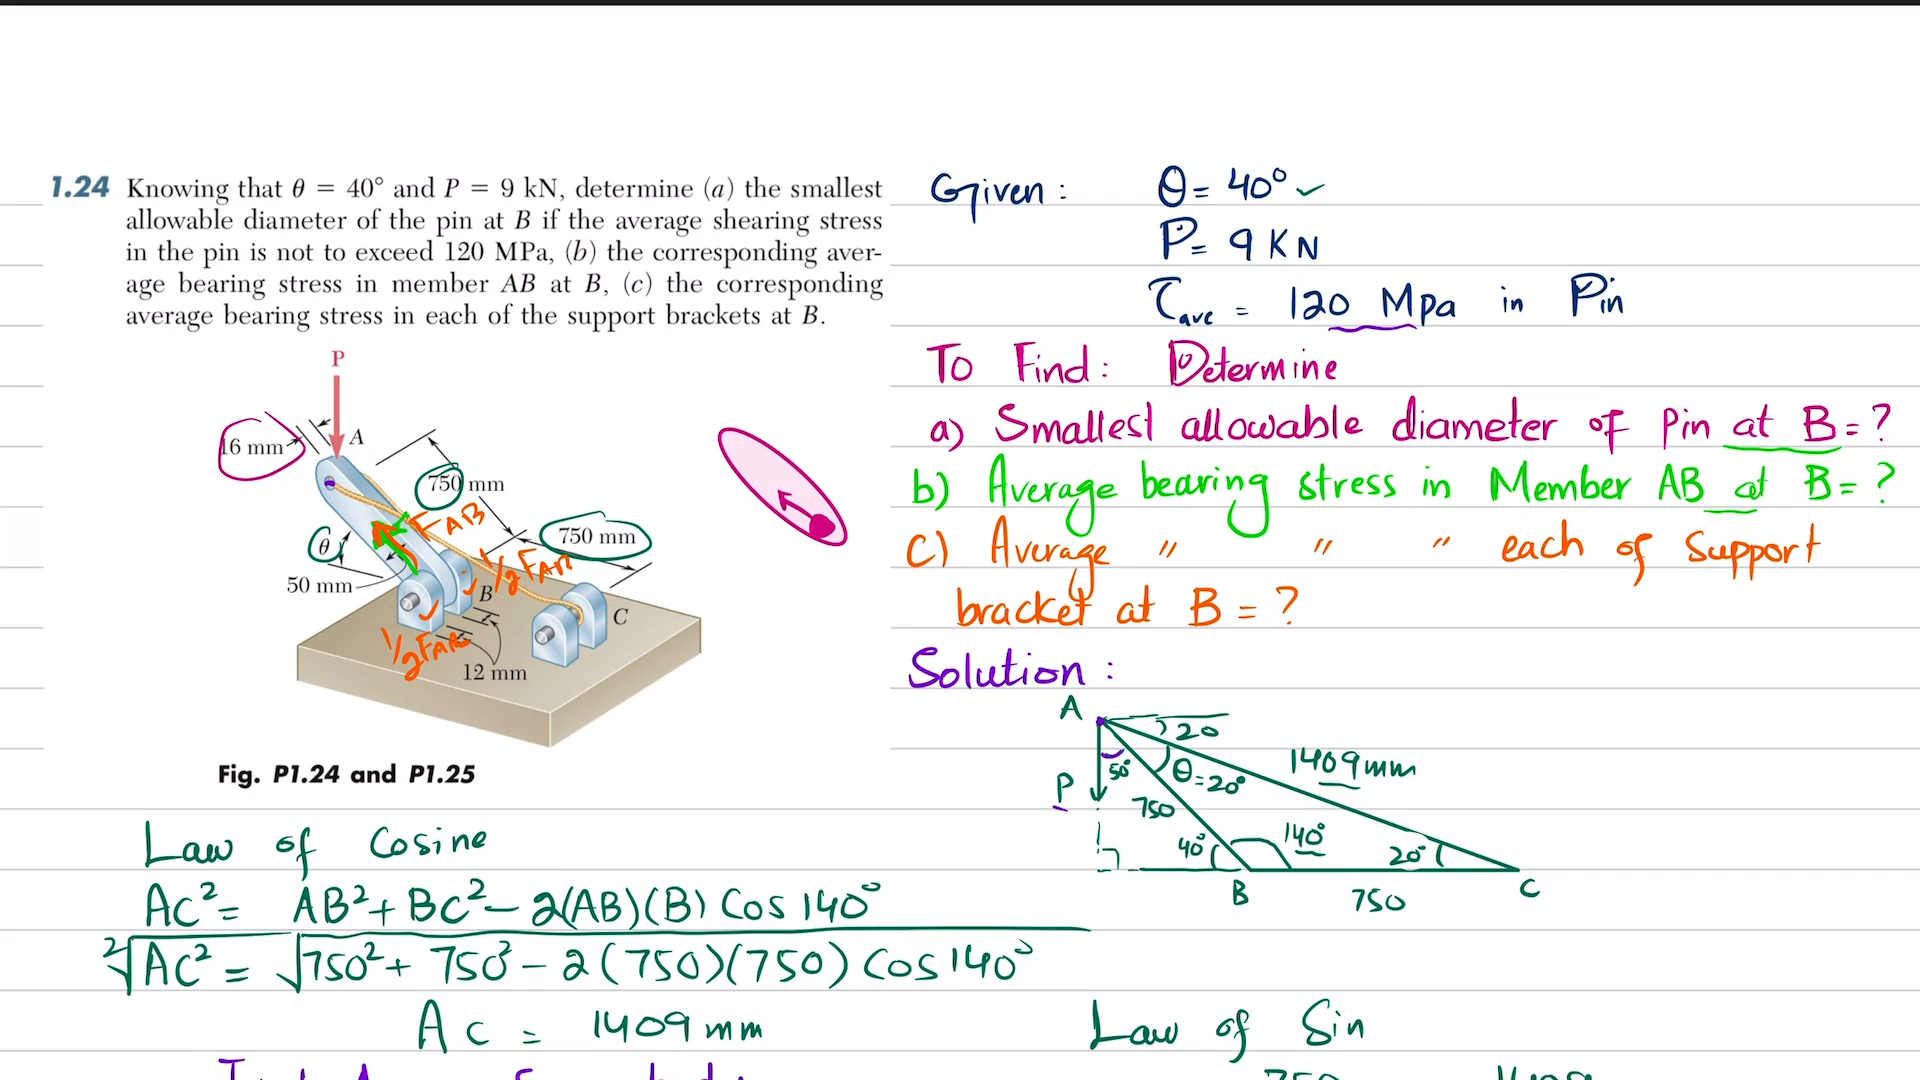 1.24 Knowing that θ = 40° and P = 9 kN, determine (a) the smallest
allowable diameter of the pin at B if the average shearing stress
in the pin is not to exceed 120 MPa, (b) the corresponding aver-
age bearing stress in member AB at B, (c) the corresponding
average bearing stress in each of the support brackets at B.
P
16 mm
A
750 mm
FAB
750 mm
θ
1/2 FAB
50 mm
B
C
1/2 FAB
12 mm
Fig. P1.24 and P1.25
Law of Cosine
AC² = AB² + BC² - 2(AB)(B) Cos 140°
²√AC² = √750² + 750² - 2(750)(750) Cos 140°
AC = 1409 mm
Given: θ = 40° ✓
P = 9 KN
τave = 120 Mpa in Pin
To Find: Determine
a) Smallest allowable diameter of Pin at B = ?
b) Average bearing stress in Member AB at B = ?
c) Average " " " each of Support
bracket at B = ?
Solution:
A
20
1409mm
50°
θ=20°
P
750
40°
140°
20°
B
750
C
Law of Sin